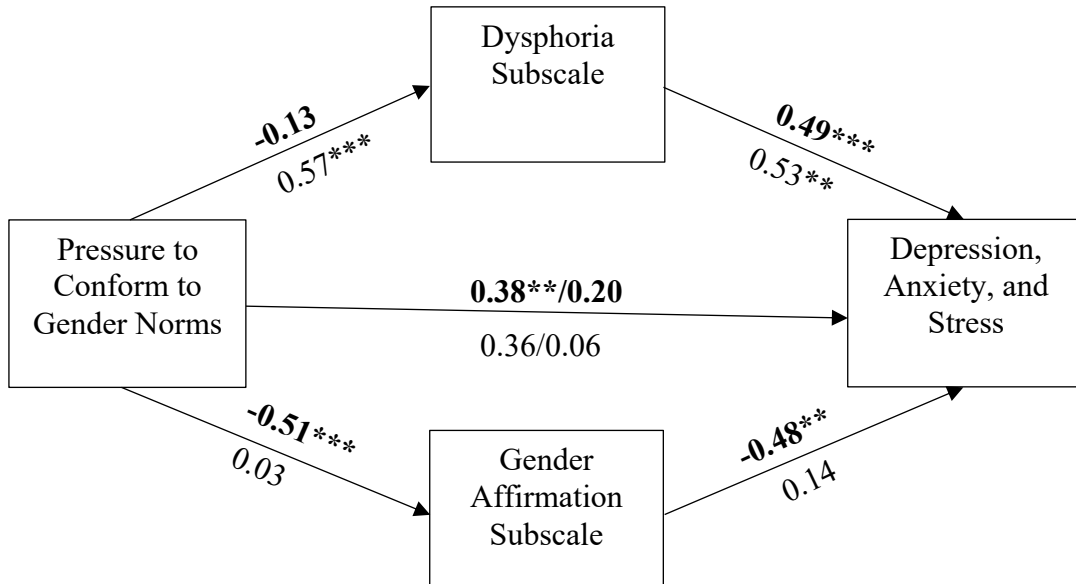 Dysphoria
Subscale
-0.13
0.57***
0.49***
0.53**
Pressure to
Conform to
Gender Norms
0.38**/0.20
0.36/0.06
Depression,
Anxiety, and
Stress
-0.51***
0.03
-0.48**
0.14
Gender
Affirmation
Subscale